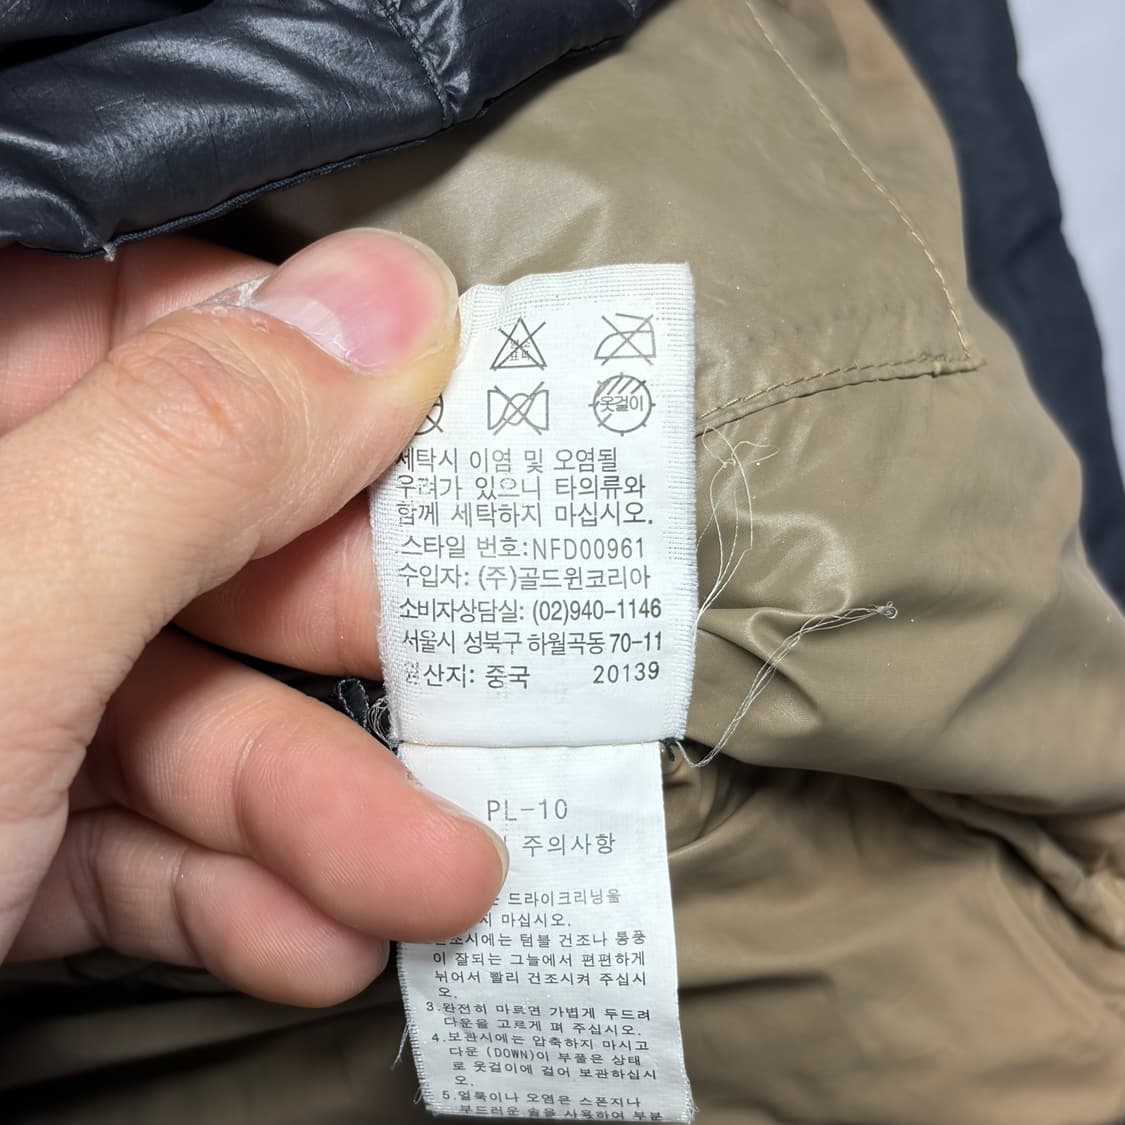 옷걸이
세탁시 이염 및 오염될
우려가 있으니 타의류와
함께 세탁하지 마십시오.
스타일 번호:NFD00961
수입자: (주)골드윈코리아
소비자상담실: (02)940-1146
서울시 성북구 하월곡동 70-11
원산지: 중국 20139
PL-10
주의사항
드라이크리닝을
마십시오.
텀블 건조나 통풍
이 잘되는 그늘에서 편편하게
뉘어서 빨리 건조시켜 주십시
오.
3.완전히 마르면 가볍게 두드려
다운을 고르게 펴 주십시오.
4.보관시에는 압축하지 마시고
다운 (DOWN)이 부풀은 상태
로 옷걸이에 걸어 보관하십시
오.
5.얼룩이나 오염은 스폰지나
부드러운 솔을 사용하여 부분